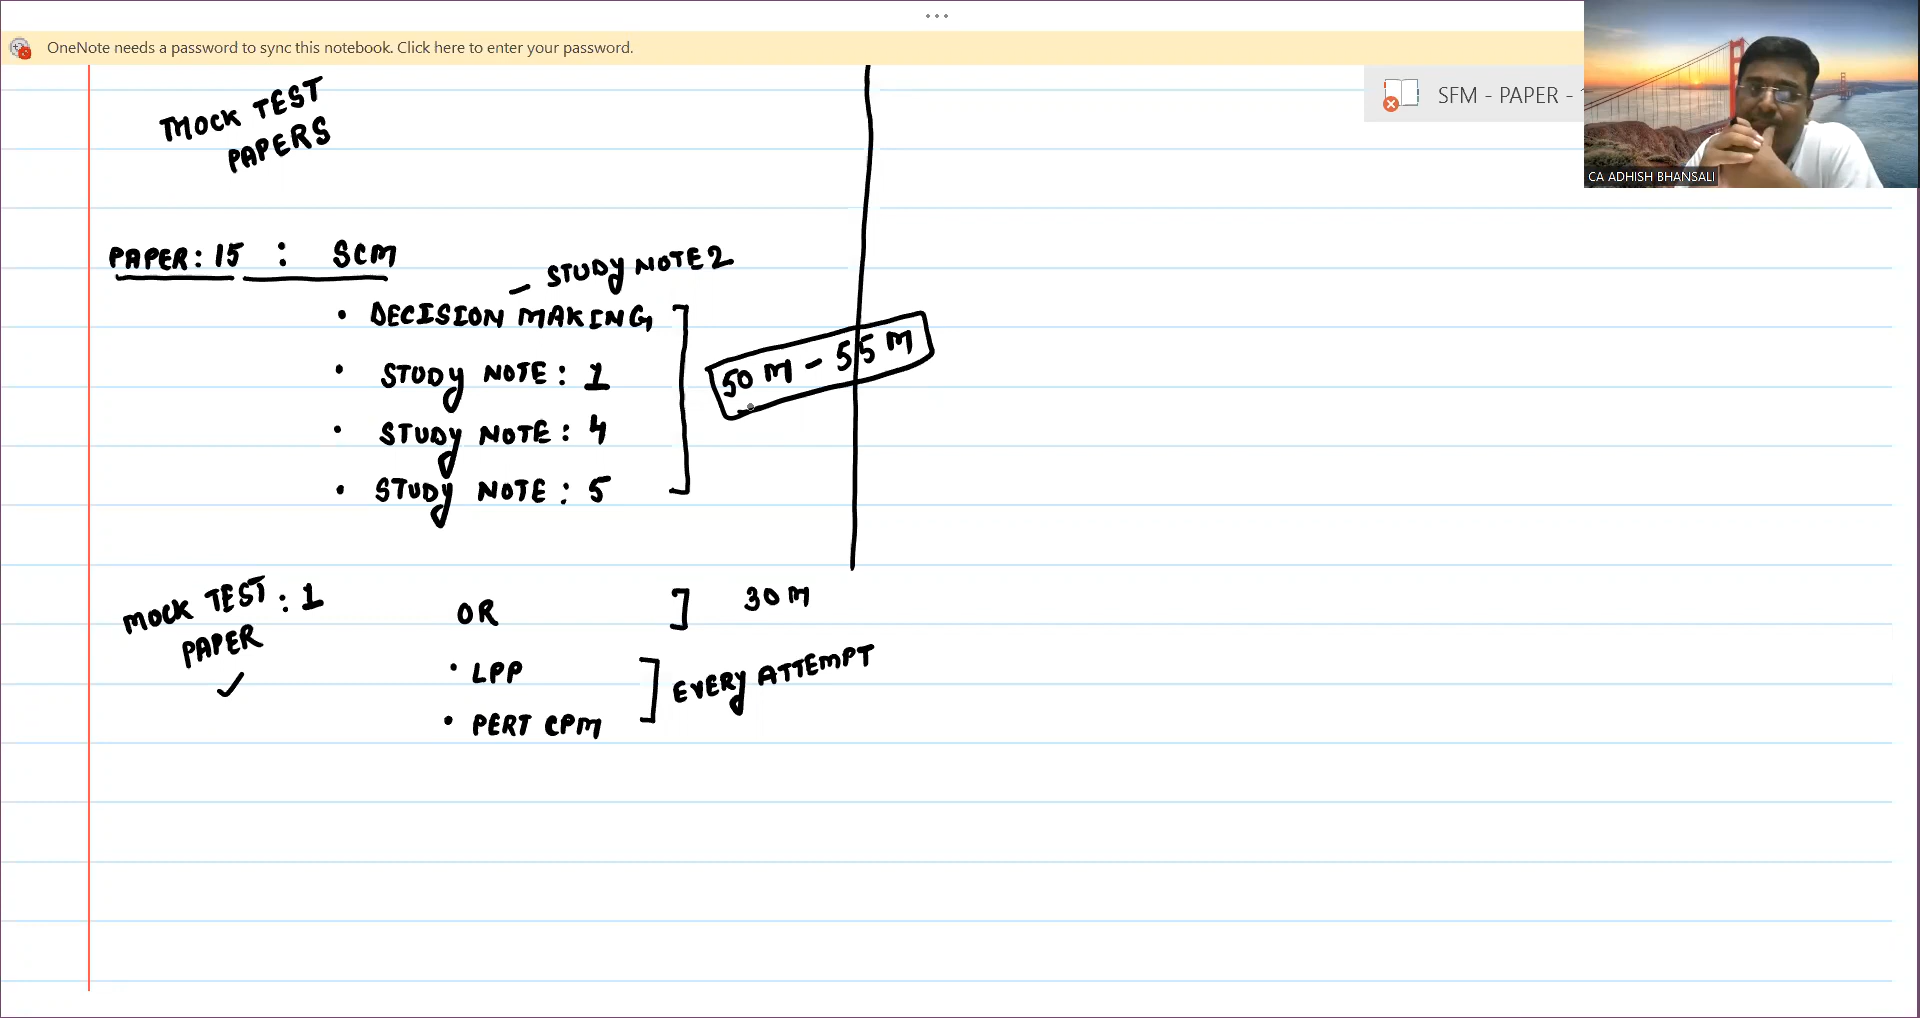 OneNote needs a password to sync this notebook. Click here to enter your password.
SFM - PAPER -
CA ADHISH BHANSALI
MOCK TEST
PAPERS
PAPER: 15 : SCM
- STUDY NOTE 2
• DECISION MAKING
• STUDY NOTE: 1
• STUDY NOTE: 4
• STUDY NOTE: 5
50 M - 55 M
MOCK TEST: 1
PAPER
OR
30 M
• LPP
• PERT CPM
EVERY ATTEMPT